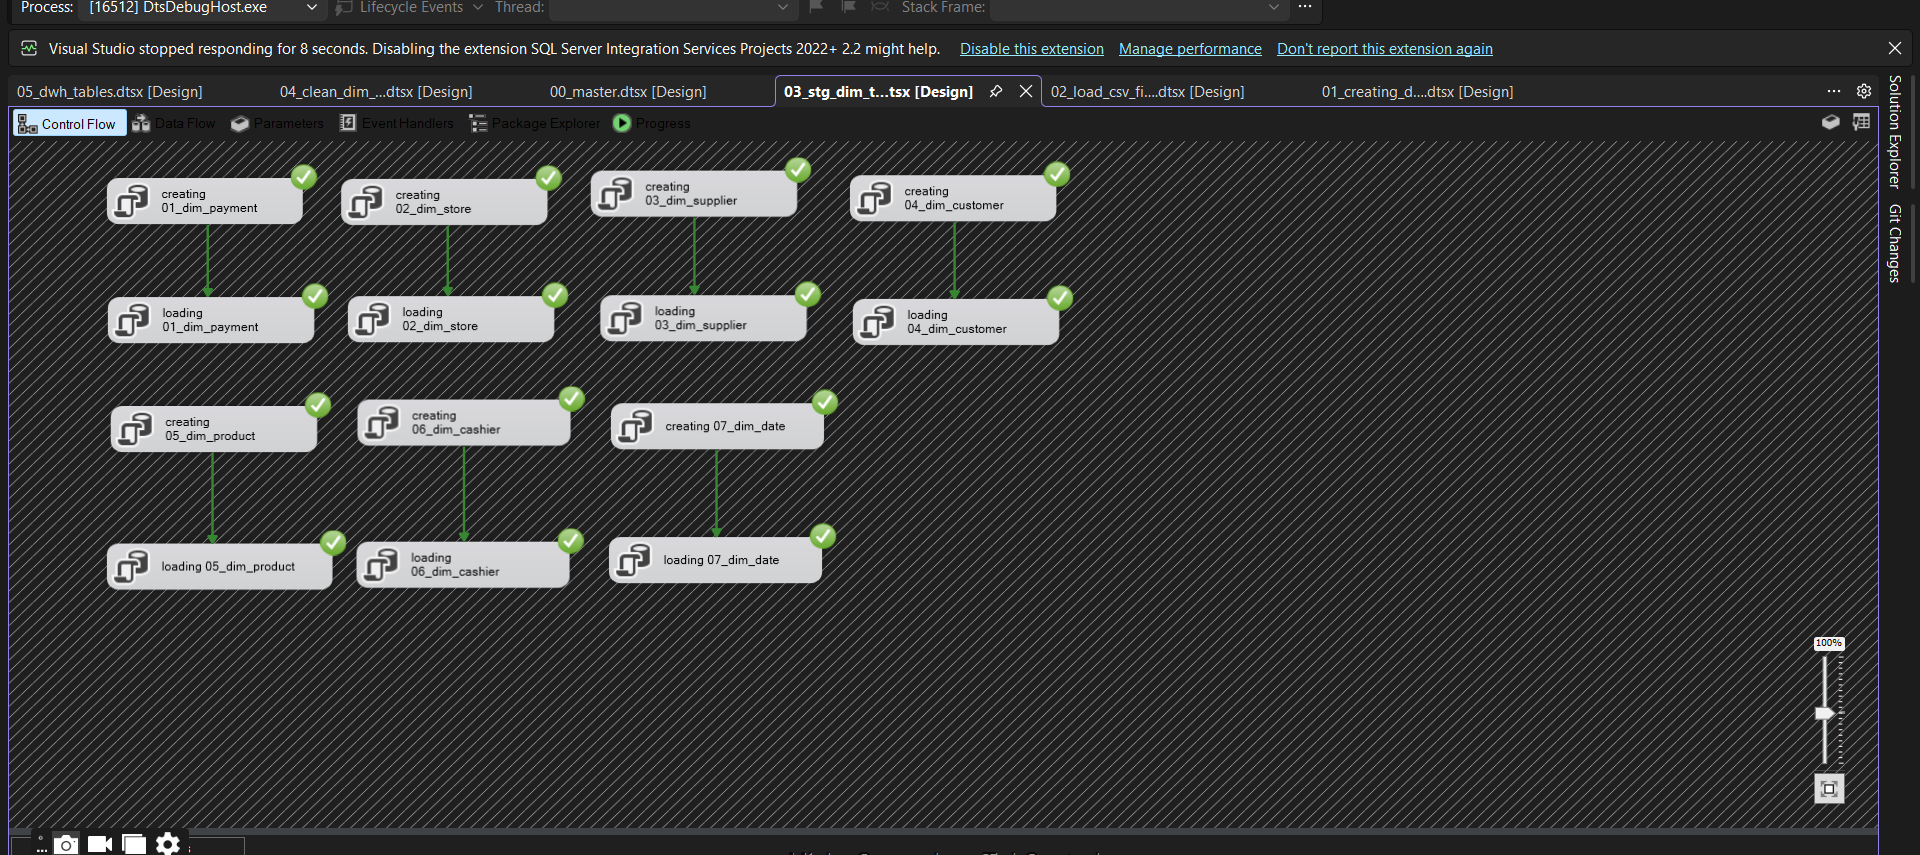 Process: [16512] DtsDebugHost.exe Lifecycle Events Thread: Stack Frame:
Visual Studio stopped responding for 8 seconds. Disabling the extension SQL Server Integration Services Projects 2022+ 2.2 might help. Disable this extension Manage performance Don't report this extension again
05_dwh_tables.dtsx [Design] 04_clean_dim_...dtsx [Design] 00_master.dtsx [Design] 03_stg_dim_t...tsx [Design] 02_load_csv_fi....dtsx [Design] 01_creating_d....dtsx [Design]
Solution Explorer
Git Changes
Control Flow Data Flow Parameters Event Handlers Package Explorer Progress
creating
01_dim_payment
creating
02_dim_store
creating
03_dim_supplier
creating
04_dim_customer
loading
01_dim_payment
loading
02_dim_store
loading
03_dim_supplier
loading
04_dim_customer
creating
05_dim_product
creating
06_dim_cashier
creating 07_dim_date
loading 05_dim_product
loading
06_dim_cashier
loading 07_dim_date
100%